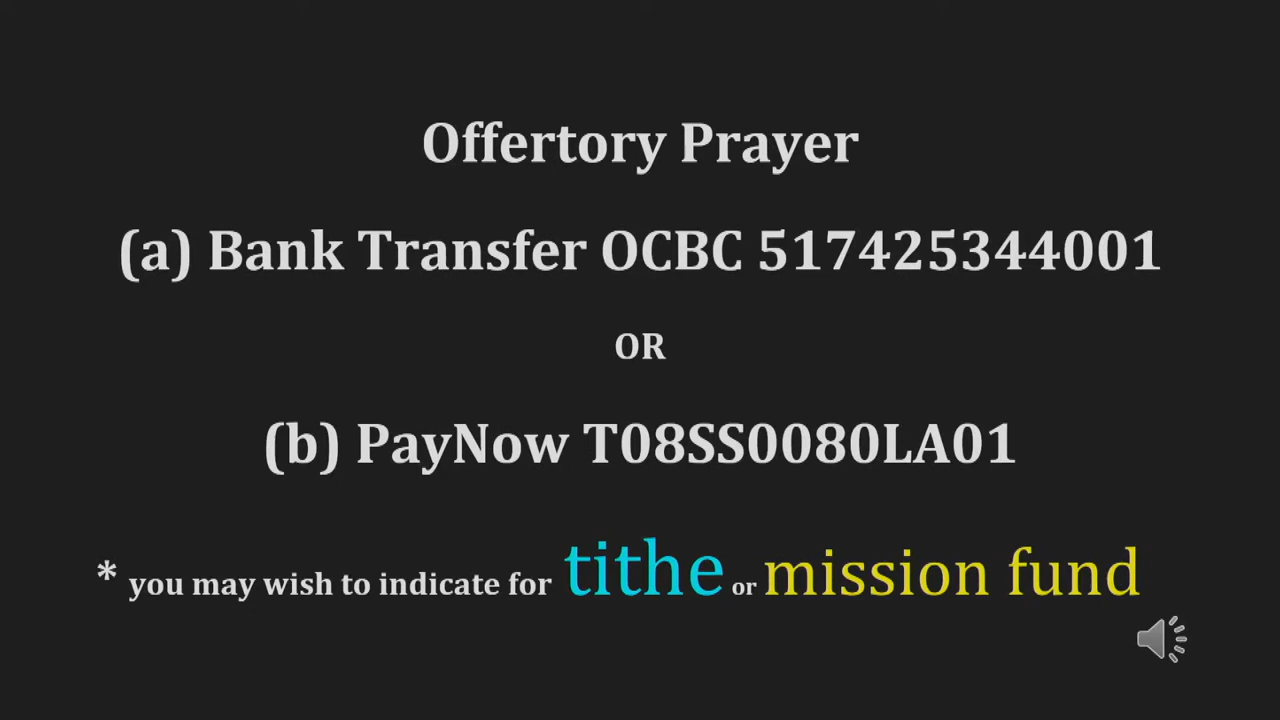 Offertory Prayer
(a) Bank Transfer OCBC 517425344001
OR
(b) PayNow T08SS0080LA01
* you may wish to indicate for tithe or mission fund